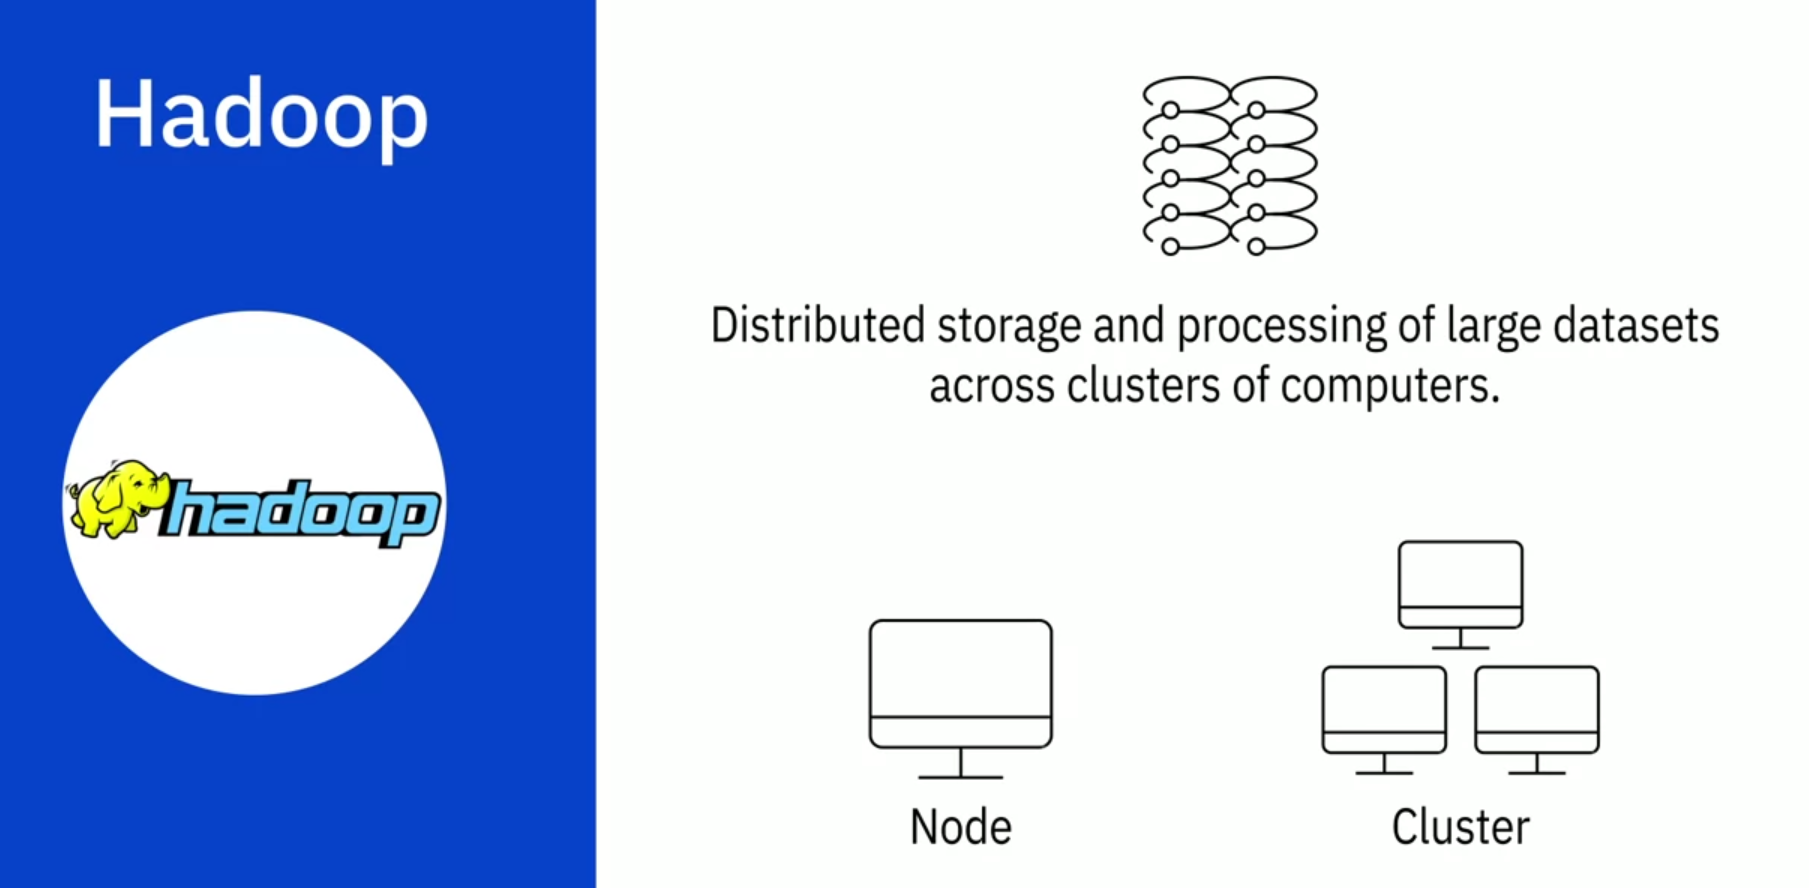 Hadoop
hadoop
Distributed storage and processing of large datasets
across clusters of computers.
Node
Cluster